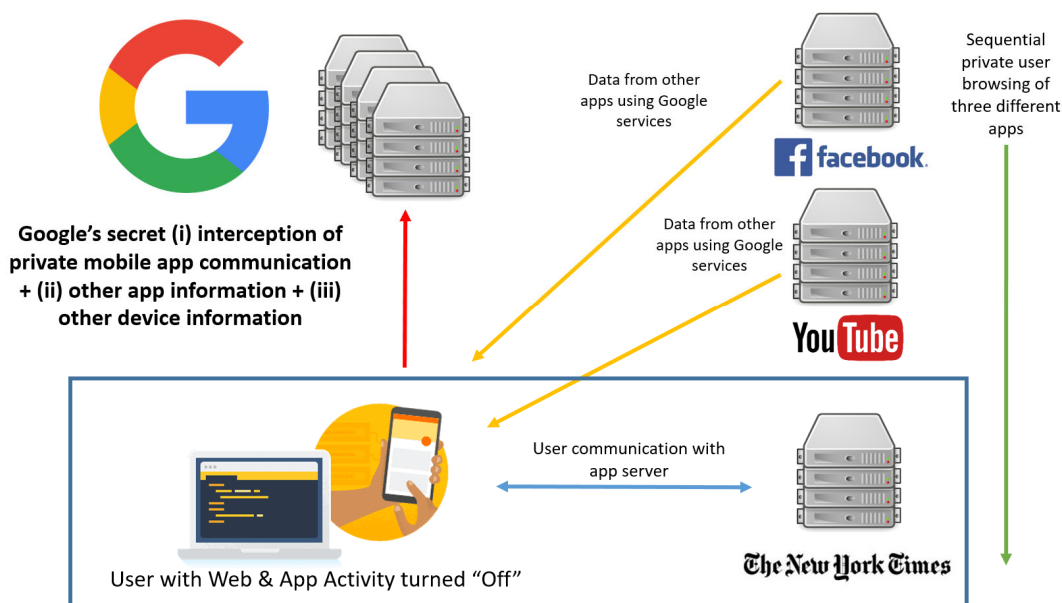 Google's secret (i) interception of
private mobile app communication
+ (ii) other app information + (iii)
other device information
Data from other
apps using Google
services
facebook.
Data from other
apps using Google
services
YouTube
Sequential
private user
browsing of
three different
apps
User communication with
app server
User with Web & App Activity turned “Off”
The New York Times